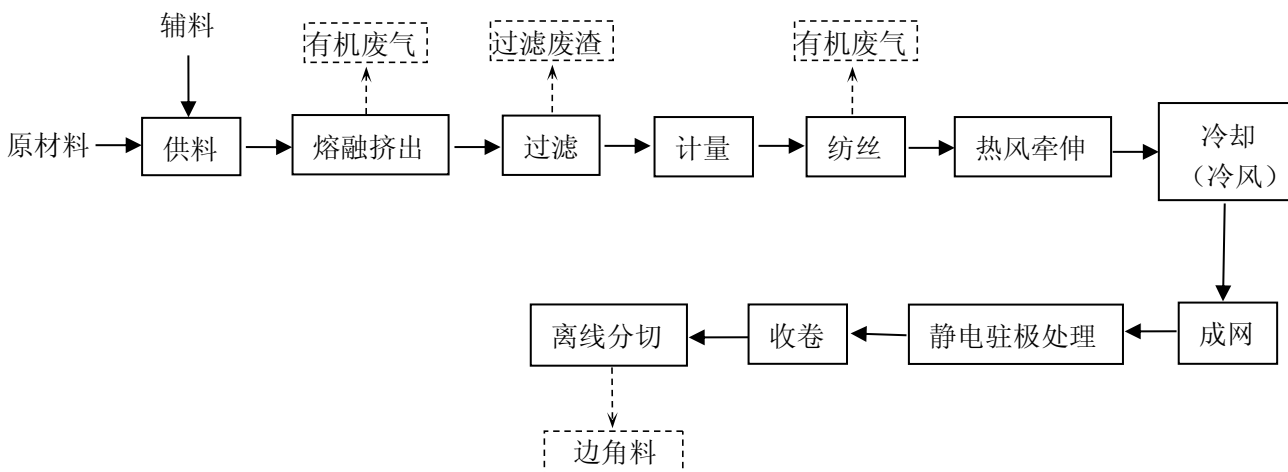 辅料
有机废气
过滤废渣
有机废气
原材料
供料
熔融挤出
过滤
计量
纺丝
热风牵伸
冷却
（冷风）
离线分切
收卷
静电驻极处理
成网
边角料